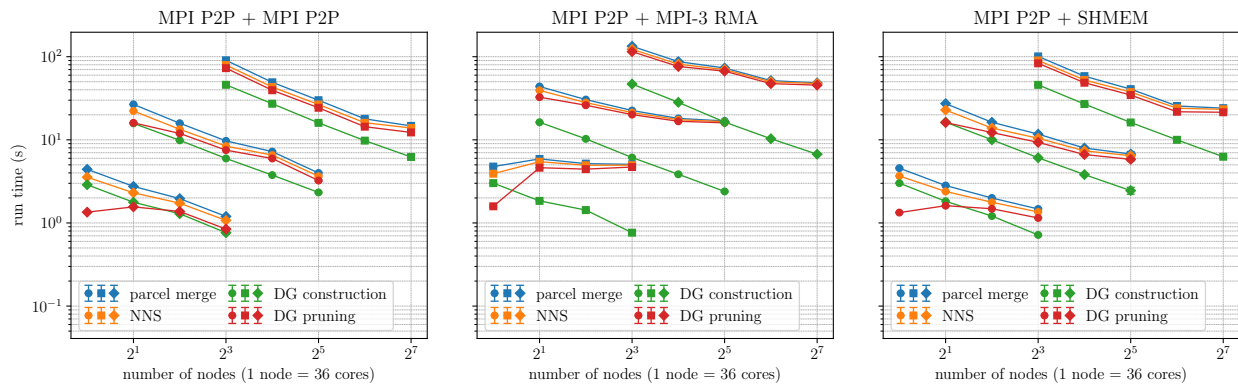 MPI P2P + MPI P2P
MPI P2P + MPI-3 RMA
MPI P2P + SHMEM
run time (s)
10²
10¹
10⁰
10⁻¹
parcel merge
NNS
DG construction
DG pruning
parcel merge
NNS
DG construction
DG pruning
parcel merge
NNS
DG construction
DG pruning
2¹ 2³ 2⁵ 2⁷
2¹ 2³ 2⁵ 2⁷
2¹ 2³ 2⁵ 2⁷
number of nodes (1 node = 36 cores)
number of nodes (1 node = 36 cores)
number of nodes (1 node = 36 cores)